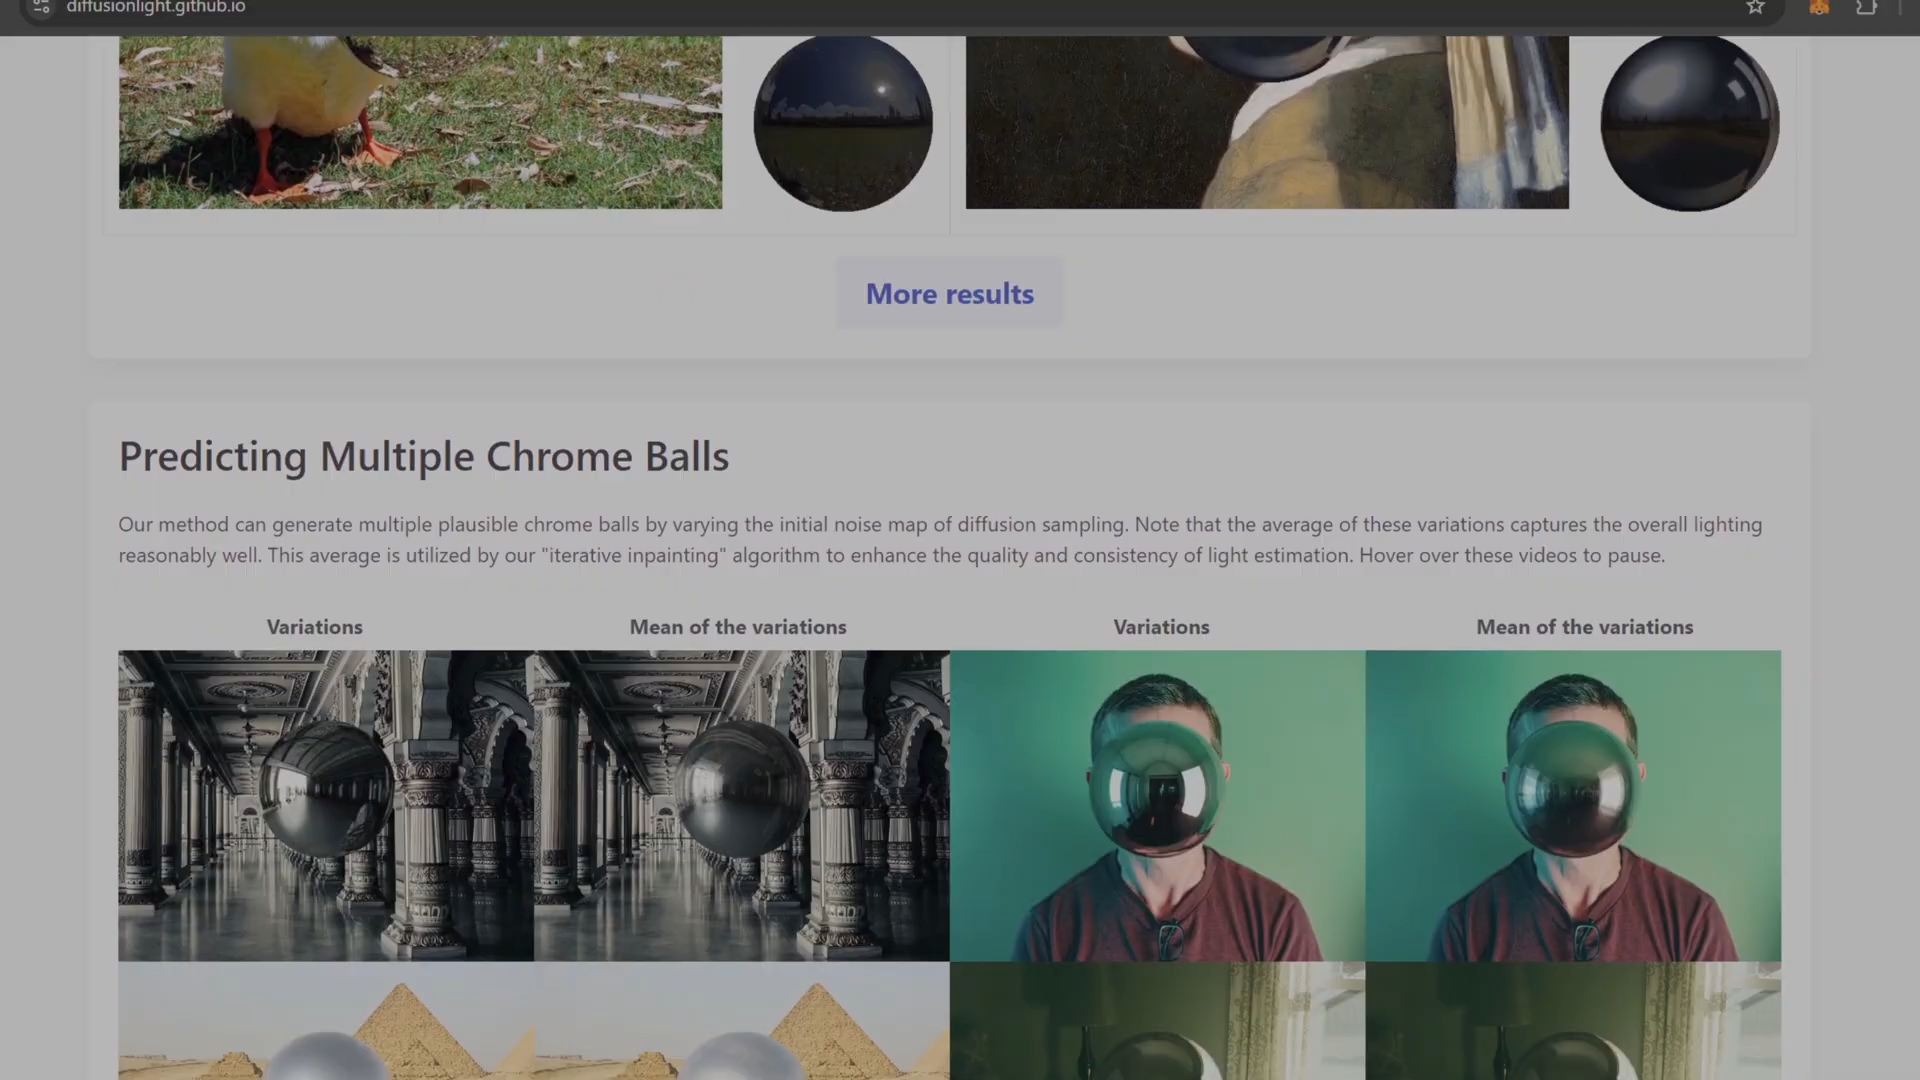 diffusionlight.github.io
More results
Predicting Multiple Chrome Balls
Our method can generate multiple plausible chrome balls by varying the initial noise map of diffusion sampling. Note that the average of these variations captures the overall lighting
reasonably well. This average is utilized by our "iterative inpainting" algorithm to enhance the quality and consistency of light estimation. Hover over these videos to pause.
Variations
Mean of the variations
Variations
Mean of the variations